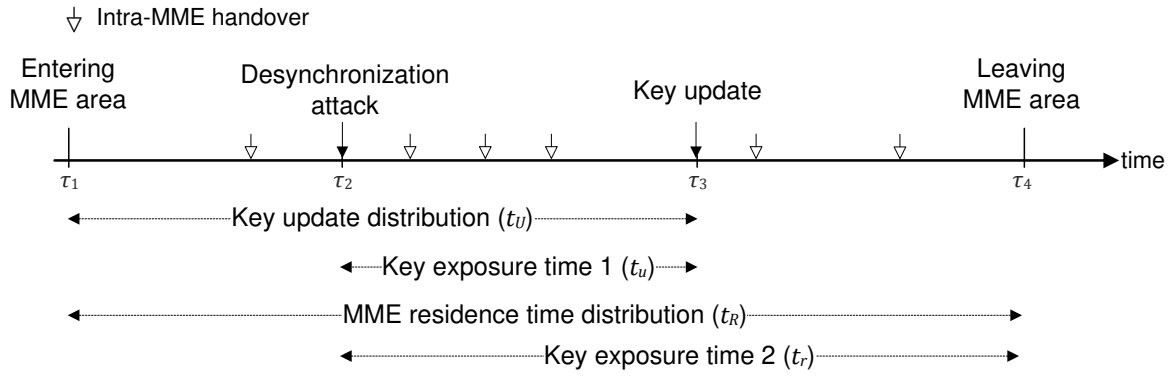 Intra-MME handover
Entering
MME area
Desynchronization
attack
Key update
Leaving
MME area
time
τ1
τ2
τ3
τ4
Key update distribution (tU)
Key exposure time 1 (tu)
MME residence time distribution (tR)
Key exposure time 2 (tr)